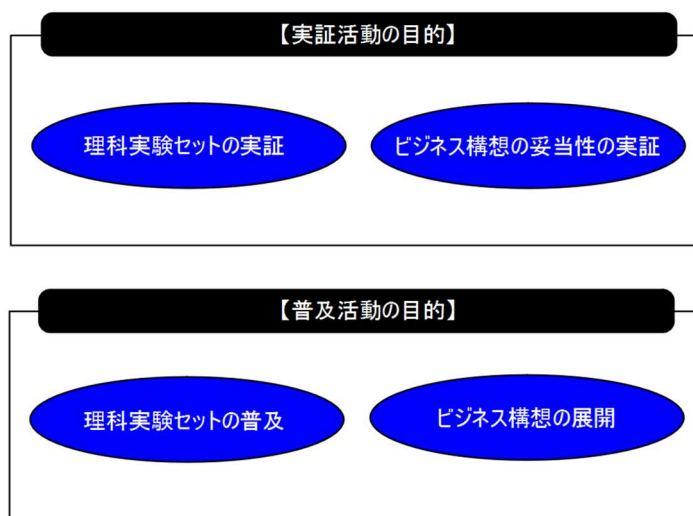 【実証活動の目的】
理科実験セットの実証
ビジネス構想の妥当性の実証
【普及活動の目的】
理科実験セットの普及
ビジネス構想の展開